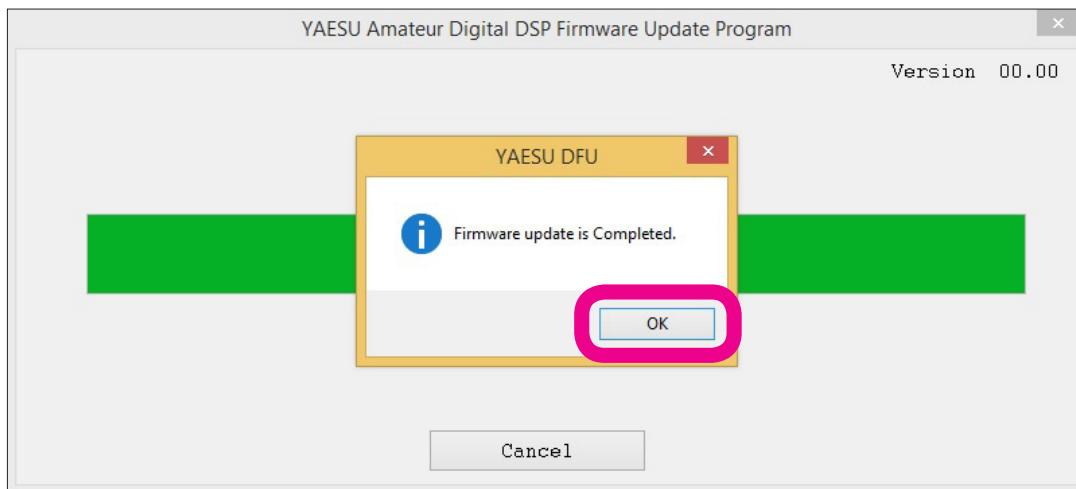 YAESU Amateur Digital DSP Firmware Update Program
Version 00.00
YAESU DFU
Firmware update is Completed.
OK
Cancel